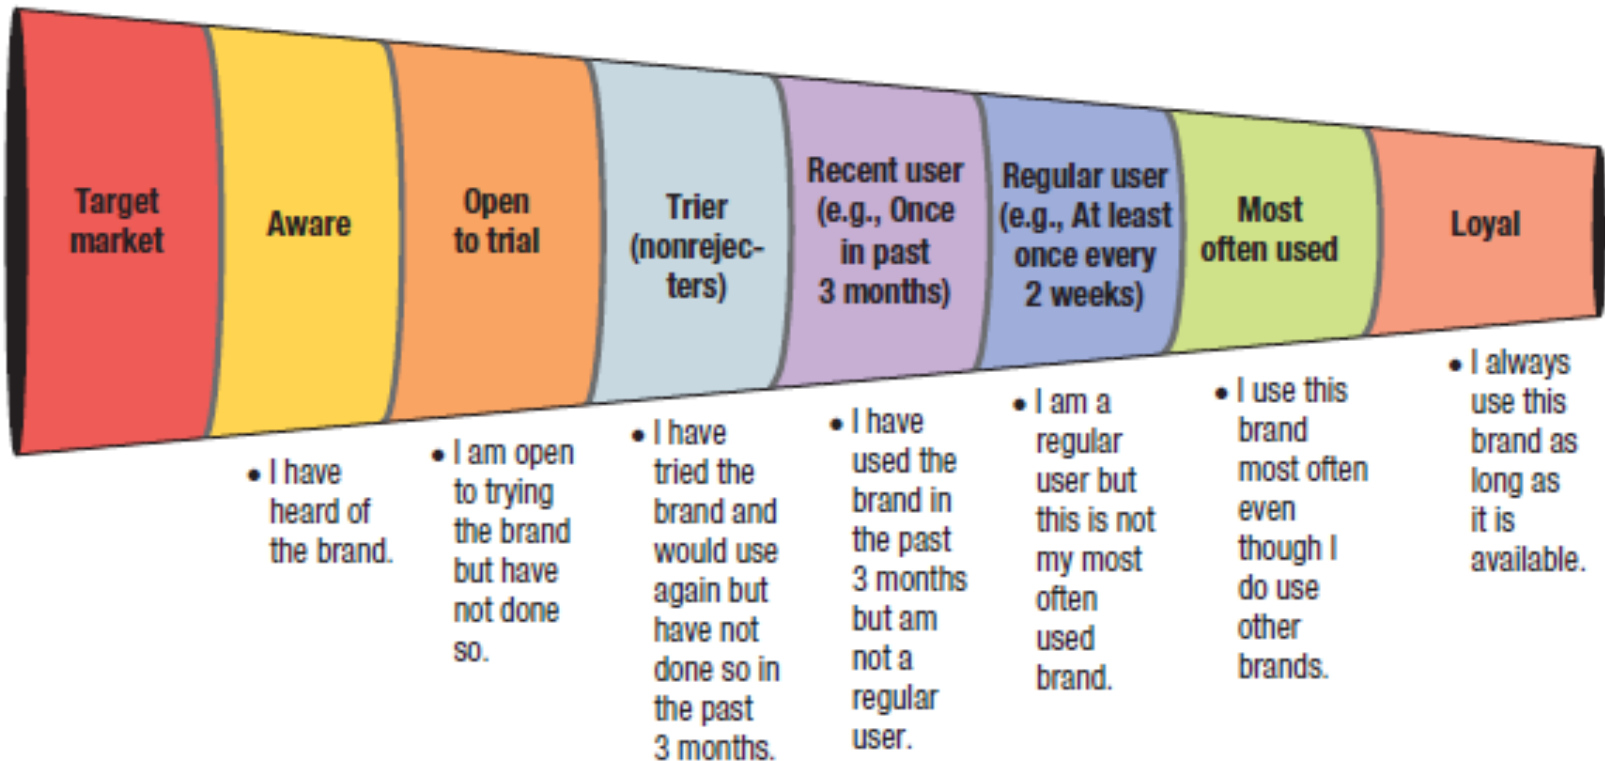 Target
market
Aware
Open
to trial
Trier
(nonrejec-
ters)
Recent user
(e.g., Once
in past
3 months)
Regular user
(e.g., At least
once every
2 weeks)
Most
often used
Loyal
• I have
heard of
the brand.
• I am open
to trying
the brand
but have
not done
so.
• I have
tried the
brand and
would use
again but
have not
done so in
the past
3 months.
• I have
used the
brand in
the past
3 months
but am
not a
regular
user.
• I am a
regular
user but
this is not
my most
often
used
brand.
• I use this
brand
most often
even
though I
do use
other
brands.
• I always
use this
brand as
long as
it is
available.